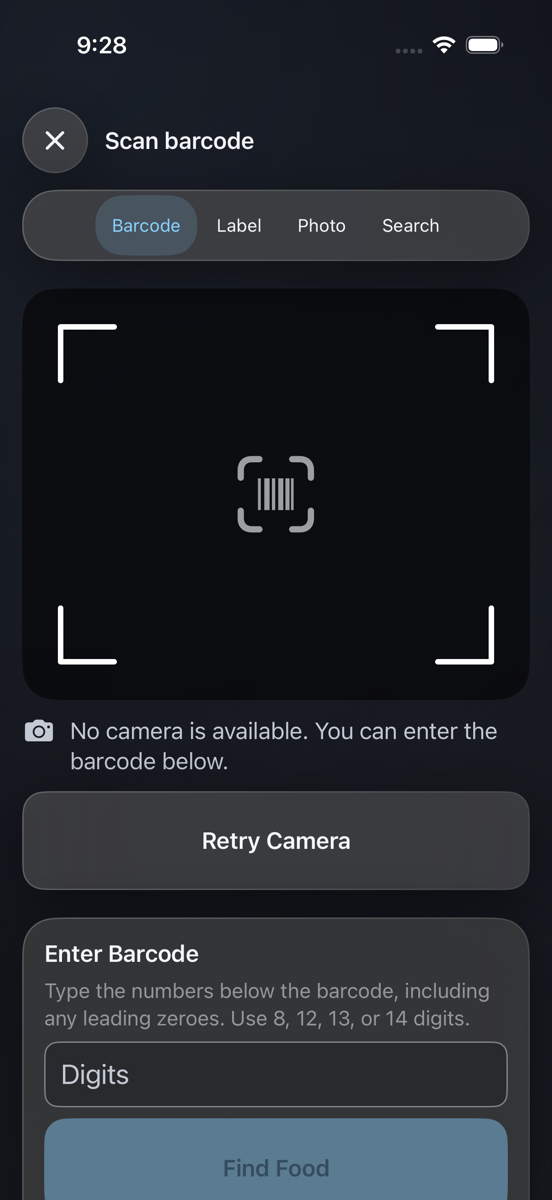 9:28
Scan barcode
Barcode Label Photo Search
No camera is available. You can enter the
barcode below.
Retry Camera
Enter Barcode
Type the numbers below the barcode, including
any leading zeroes. Use 8, 12, 13, or 14 digits.
Digits
Find Food